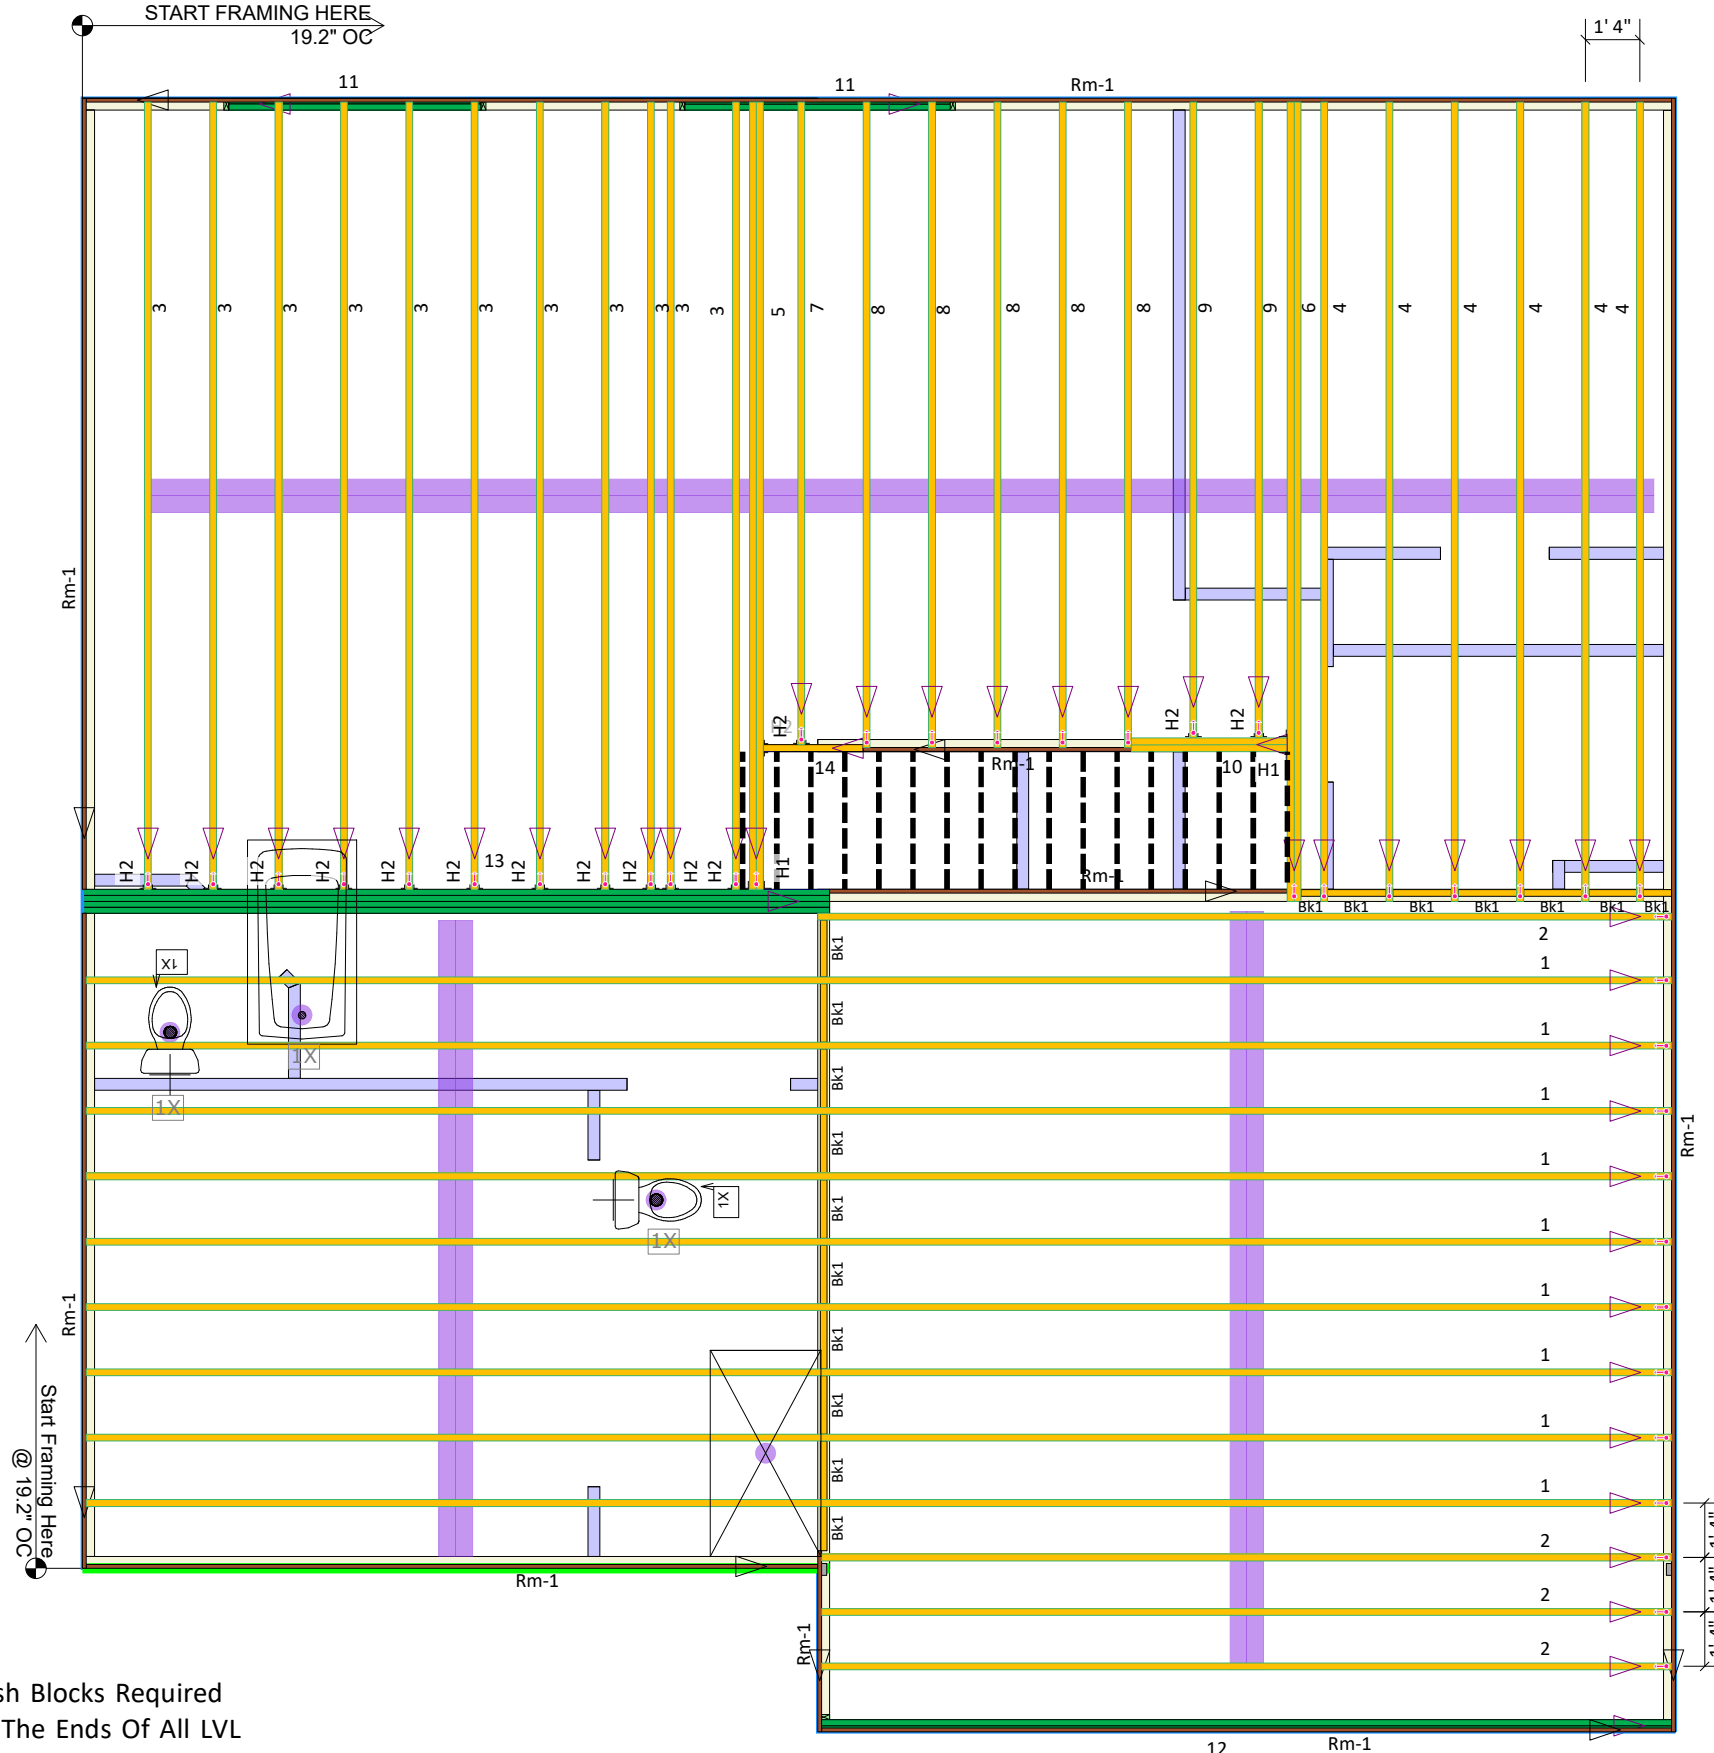 START FRAMING HERE
19.2" OC
1' 4"
11
11
Rm-1
3 3 3 3 3 3 3 3 3 3 3 5 7 8 8 8 8 8 9 9 6 4 4 4 4 4 4
Rm-1
H2 H2 H2
14 Rm-1 10 H1
H2 H2 H2 H2 H2 H2 13 H2 H2 H2 H2 H2 H1
Rm-1
Bk1 Bk1 Bk1 Bk1 Bk1 Bk1 Bk1
2
Bk1
1
1X
Bk1
1
1X
Bk1
1X
1
Rm-1
Bk1
1
1X
Bk1
1
1X
Bk1
1
Rm-1
Bk1
1
Bk1
1
Bk1
1
Bk1
2
1' 4"
Start Framing Here
@ 19.2" OC
Rm-1
2
1' 4"
Rm-1
2
1' 4"
sh Blocks Required
The Ends Of All LVL
12
Rm-1